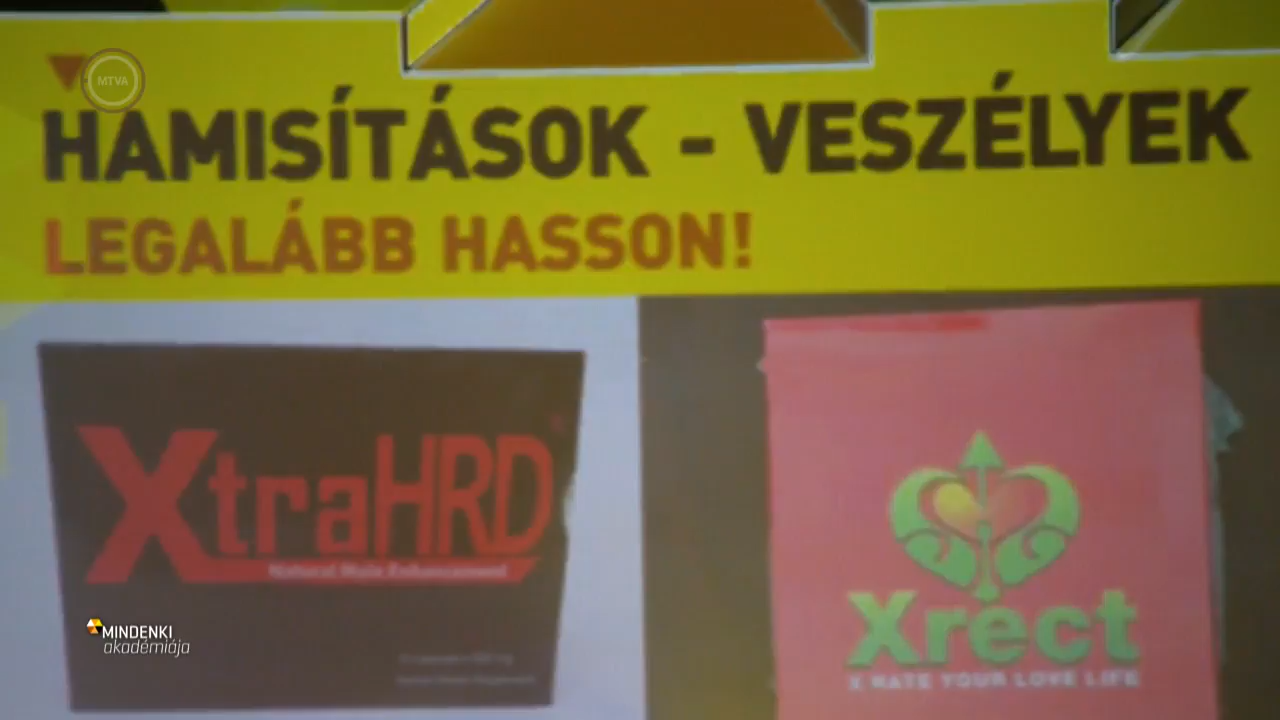 MTVA
HAMISÍTÁSOK - VESZÉLYEK
LEGALÁBB HASSON!
XtraHRD
Natural Male Enhancement
Xrect
X RATE YOUR LOVE LIFE
MINDENKI
akadémiája